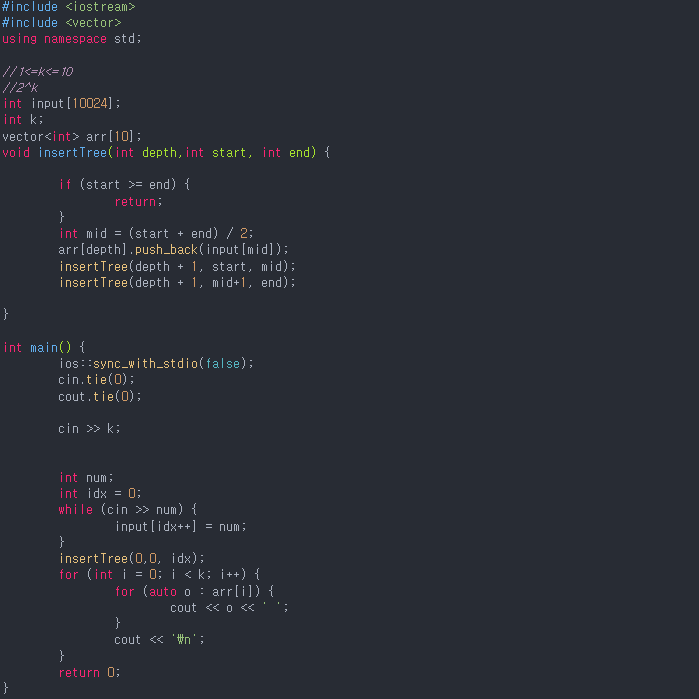 #include <iostream>
#include <vector>
using namespace std;
//1<=k<=10
//2^k
int input[10024];
int k;
vector<int> arr[10];
void insertTree(int depth,int start, int end) {
if (start >= end) {
return;
}
int mid = (start + end) / 2;
arr[depth].push_back(input[mid]);
insertTree(depth + 1, start, mid);
insertTree(depth + 1, mid+1, end);
}
int main() {
ios::sync_with_stdio(false);
cin.tie(0);
cout.tie(0);
cin >> k;
int num;
int idx = 0;
while (cin >> num) {
input[idx++] = num;
}
insertTree(0,0, idx);
for (int i = 0; i < k; i++) {
for (auto o : arr[i]) {
cout << o << ' ';
}
cout << '₩n';
}
return 0;
}